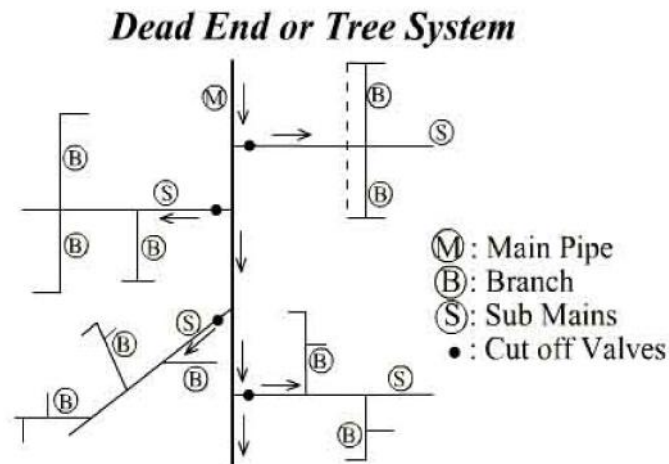 Dead End or Tree System
M
B
S
B
B
S
B
B
S
B
B
B
B
S
B
M : Main Pipe
B : Branch
S : Sub Mains
• : Cut off Valves